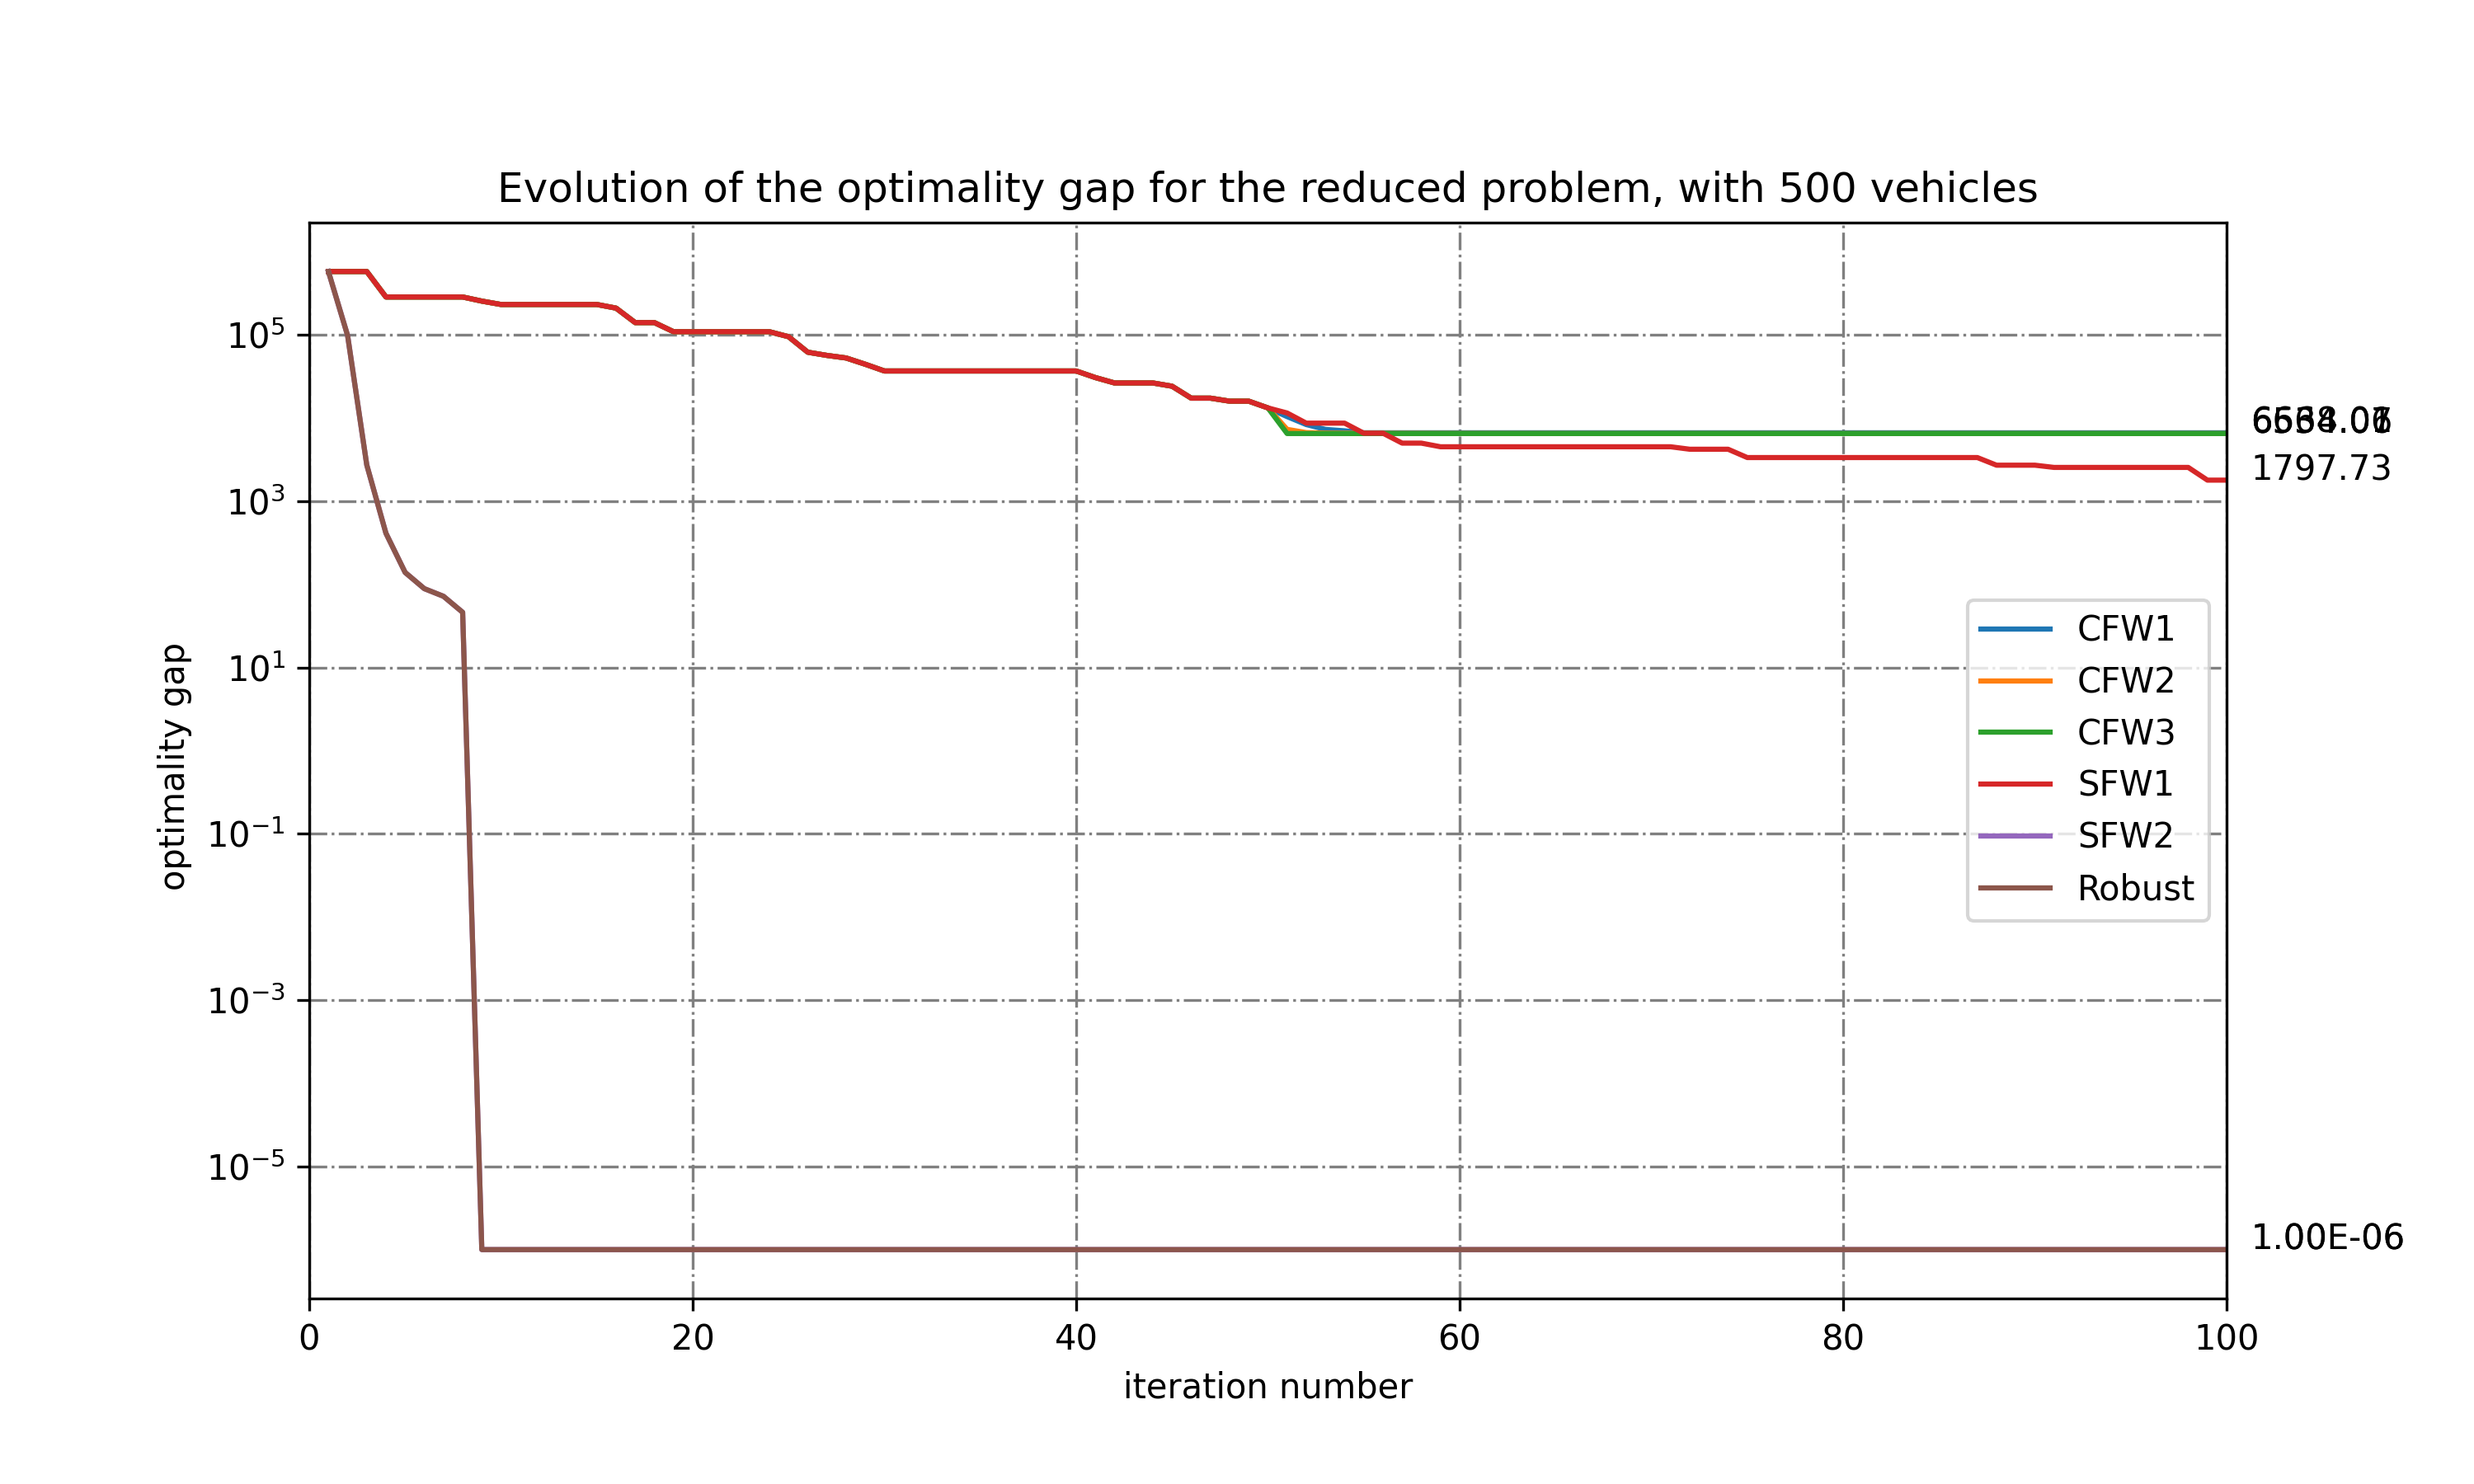 Evolution of the optimality gap for the reduced problem, with 500 vehicles
optimality gap
10⁵
10³
10¹
10⁻¹
10⁻³
10⁻⁵
1797.73
1.00E-06
CFW1
CFW2
CFW3
SFW1
SFW2
Robust
0 20 40 60 80 100
iteration number